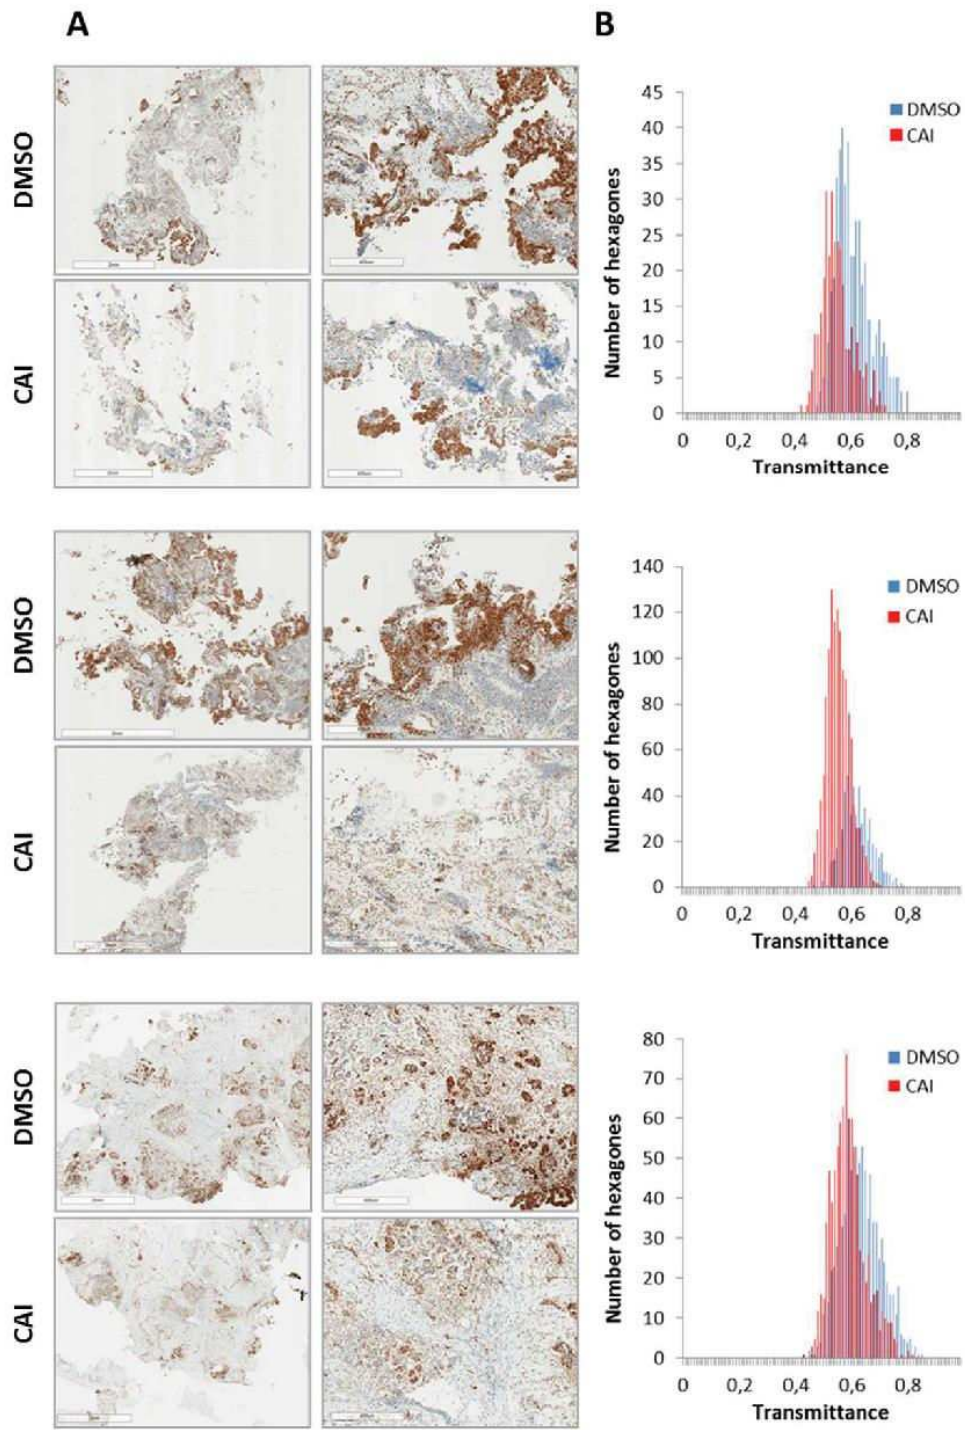 A
B
DMSO
CAI
45
40
35
30
25
20
15
10
5
0
Number of hexagones
DMSO
CAI
0 0,2 0,4 0,6 0,8
Transmittance
DMSO
CAI
140
120
100
80
60
40
20
0
Number of hexagones
DMSO
CAI
0 0,2 0,4 0,6 0,8
Transmittance
DMSO
CAI
80
70
60
50
40
30
20
10
0
Number of hexagones
DMSO
CAI
0 0,2 0,4 0,6 0,8
Transmittance